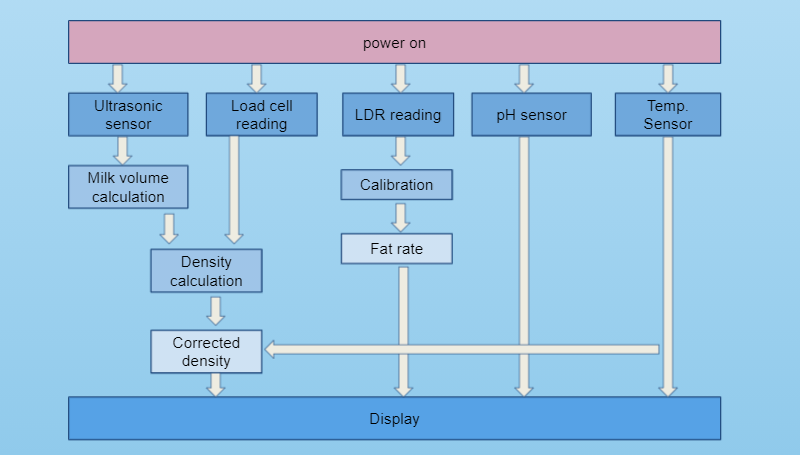 power on
Ultrasonic
sensor
Load cell
reading
LDR reading
pH sensor
Temp.
Sensor
Milk volume
calculation
Calibration
Fat rate
Density
calculation
Corrected
density
Display